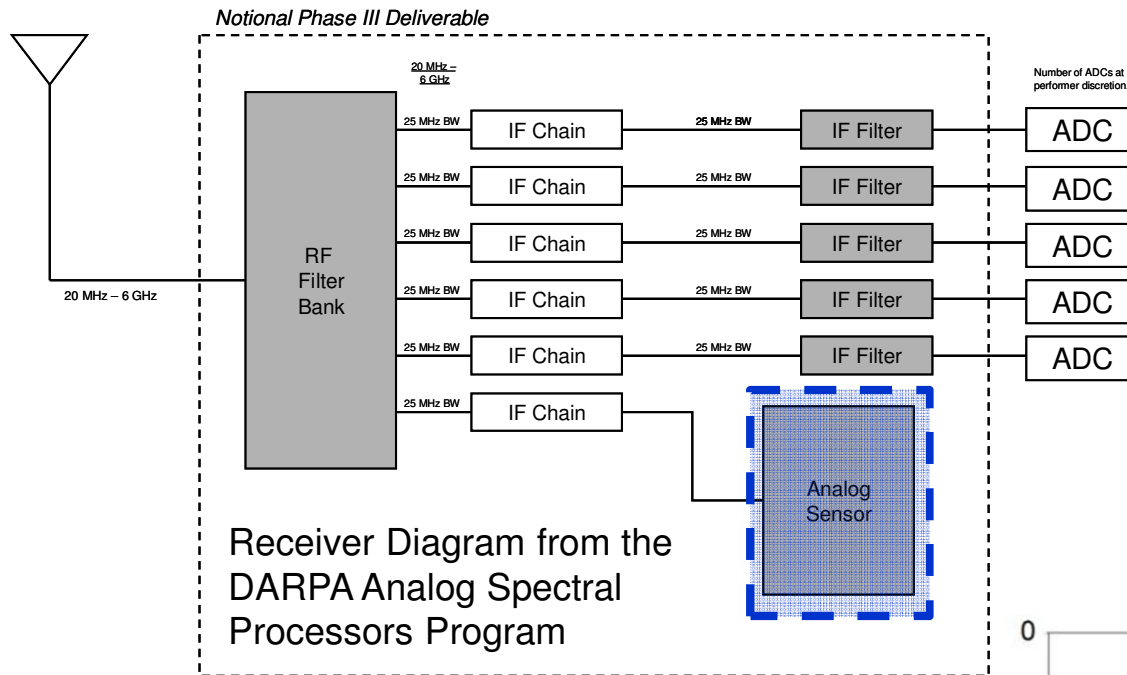 Notional Phase III Deliverable
20 MHz –
6 GHz
Number of ADCs at
performer discretion.
25 MHz BW
IF Chain
25 MHz BW
IF Filter
ADC
25 MHz BW
IF Chain
25 MHz BW
IF Filter
ADC
25 MHz BW
IF Chain
25 MHz BW
IF Filter
ADC
RF
Filter
Bank
20 MHz – 6 GHz
25 MHz BW
IF Chain
25 MHz BW
IF Filter
ADC
25 MHz BW
IF Chain
25 MHz BW
IF Filter
ADC
25 MHz BW
IF Chain
Analog
Sensor
Receiver Diagram from the
DARPA Analog Spectral
Processors Program
0